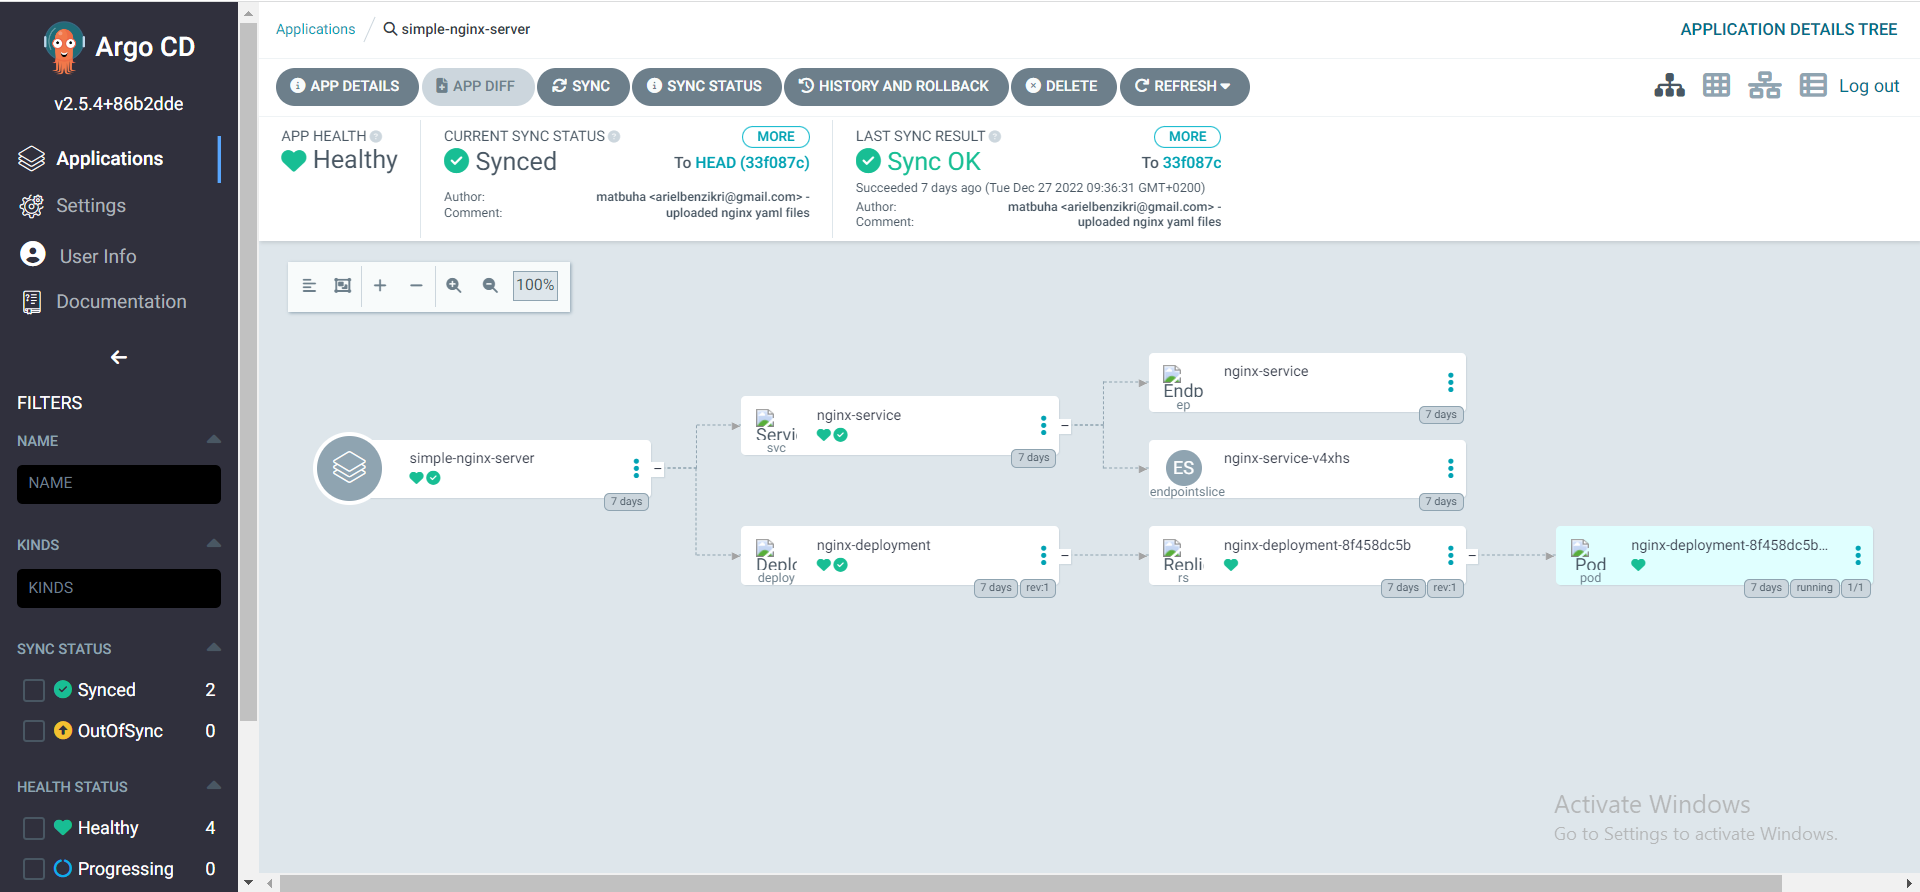 Argo CD
v2.5.4+86b2dde
Applications
Settings
User Info
Documentation
FILTERS
NAME
NAME
KINDS
KINDS
SYNC STATUS
Synced 2
OutOfSync 0
HEALTH STATUS
Healthy 4
Progressing 0
Applications / simple-nginx-server
APPLICATION DETAILS TREE
APP DETAILS APP DIFF SYNC SYNC STATUS HISTORY AND ROLLBACK DELETE REFRESH
Log out
APP HEALTH
Healthy
CURRENT SYNC STATUS MORE
Synced To HEAD (33f087c)
Author: matbuha <arielbenzikri@gmail.com> -
Comment: uploaded nginx yaml files
LAST SYNC RESULT MORE
Sync OK To 33f087c
Succeeded 7 days ago (Tue Dec 27 2022 09:36:31 GMT+0200)
Author: matbuha <arielbenzikri@gmail.com> -
Comment: uploaded nginx yaml files
100%
simple-nginx-server
7 days
nginx-service
Servi
svc
7 days
nginx-deployment
Deplo
deploy
7 days rev:1
nginx-service
Endp
ep
7 days
ES
nginx-service-v4xhs
endpointslice
7 days
nginx-deployment-8f458dc5b
Repli
rs
7 days rev:1
nginx-deployment-8f458dc5b...
Pod
pod
7 days running 1/1
Activate Windows
Go to Settings to activate Windows.